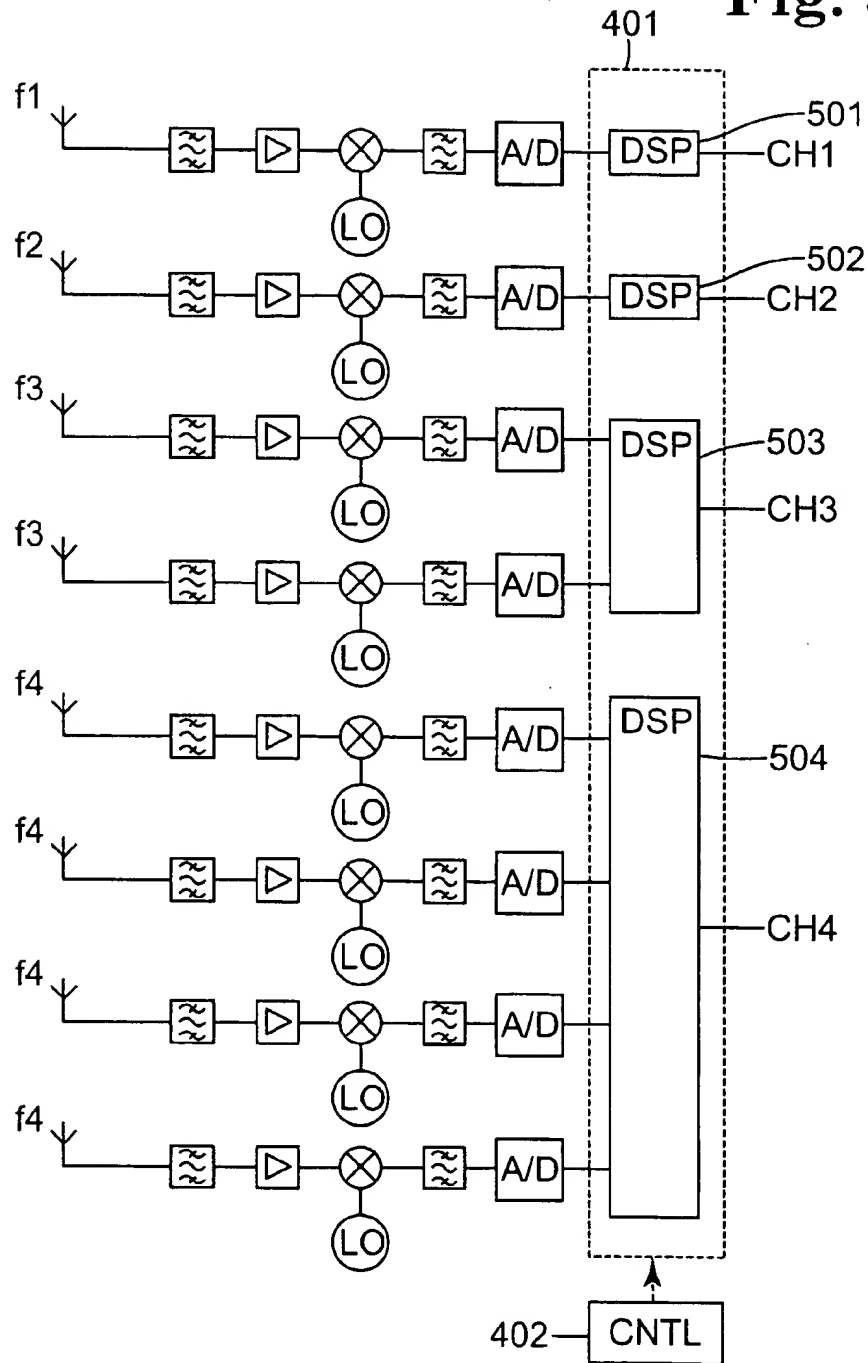 Fig.
401
f1
A/D
DSP
501
CH1
LO
f2
A/D
DSP
502
CH2
LO
f3
A/D
DSP
503
LO
CH3
f3
A/D
LO
f4
A/D
DSP
504
LO
f4
A/D
CH4
LO
f4
A/D
LO
f4
A/D
LO
402
CNTL